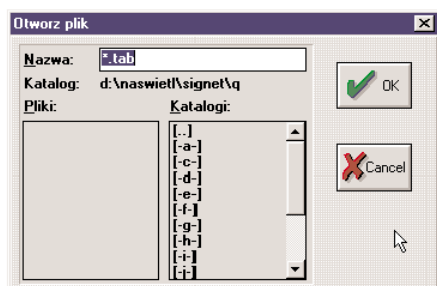 Otworz plik
Nazwa: *.tab
Katalog: d:\naswietl\signet\q
Pliki: Katalogi:
[..]
[-a-]
[-c-]
[-d-]
[-e-]
[-f-]
[-g-]
[-h-]
[-i-]
[-j-]
OK
Cancel